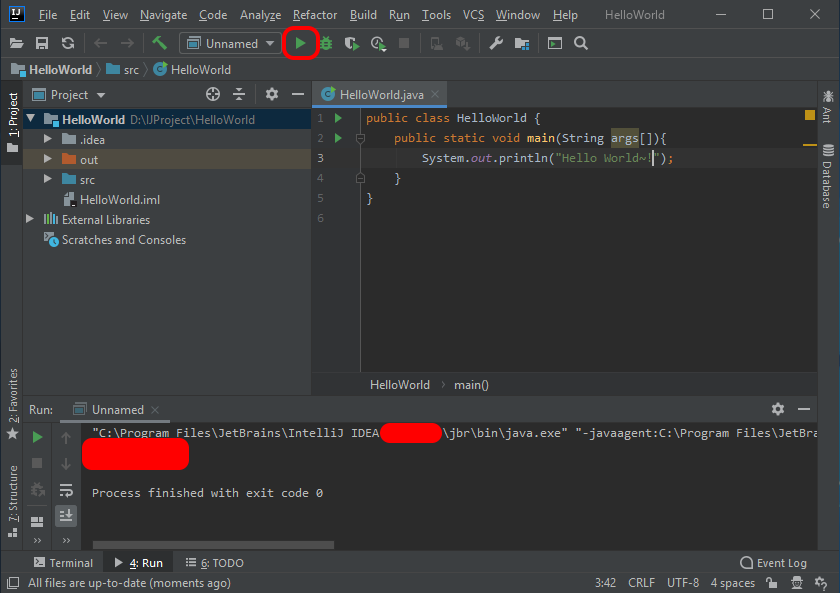 File Edit View Navigate Code Analyze Refactor Build Run Tools VCS Window Help HelloWorld
Unnamed
HelloWorld src HelloWorld
1: Project
Project
HelloWorld D:\IJProject\HelloWorld
.idea
out
src
HelloWorld.iml
External Libraries
Scratches and Consoles
HelloWorld.java
1 public class HelloWorld {
2 public static void main(String args[]){
3 System.out.println("Hello World~!");
4 }
5 }
6
HelloWorld main()
Ant
Database
2: Favorites
7: Structure
Run: Unnamed
"C:\Program Files\JetBrains\IntelliJ IDEA \jbr\bin\java.exe" "-javaagent:C:\Program Files\JetBra
Process finished with exit code 0
Terminal 4: Run 6: TODO Event Log
All files are up-to-date (moments ago) 3:42 CRLF UTF-8 4 spaces